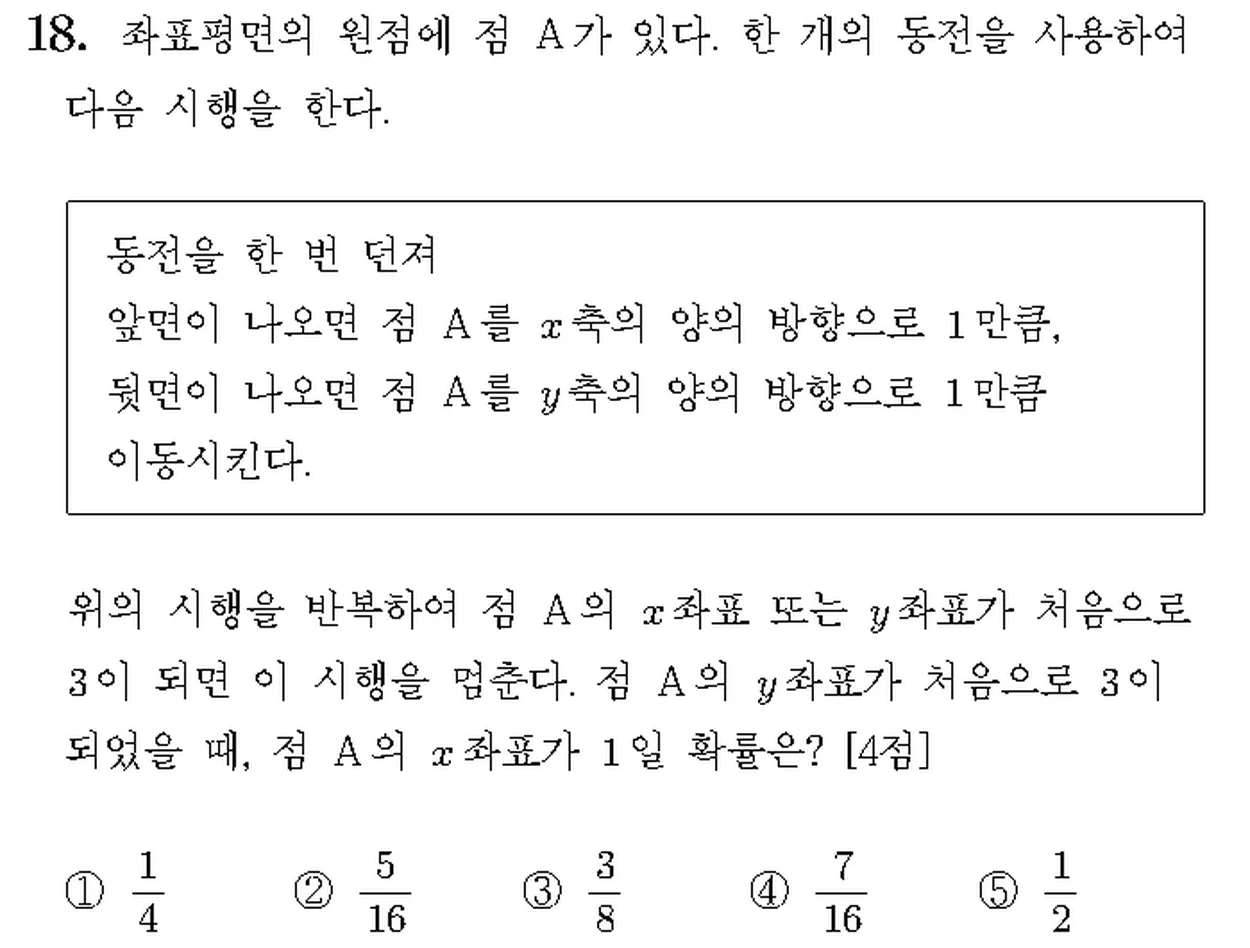 18. 좌표평면의 원점에 점 A가 있다. 한 개의 동전을 사용하여
다음 시행을 한다.
동전을 한 번 던져
앞면이 나오면 점 A를 x축의 양의 방향으로 1만큼,
뒷면이 나오면 점 A를 y축의 양의 방향으로 1만큼
이동시킨다.
위의 시행을 반복하여 점 A의 x좌표 또는 y좌표가 처음으로
3이 되면 이 시행을 멈춘다. 점 A의 y좌표가 처음으로 3이
되었을 때, 점 A의 x좌표가 1일 확률은? [4점]
① 1/4 ② 5/16 ③ 3/8 ④ 7/16 ⑤ 1/2